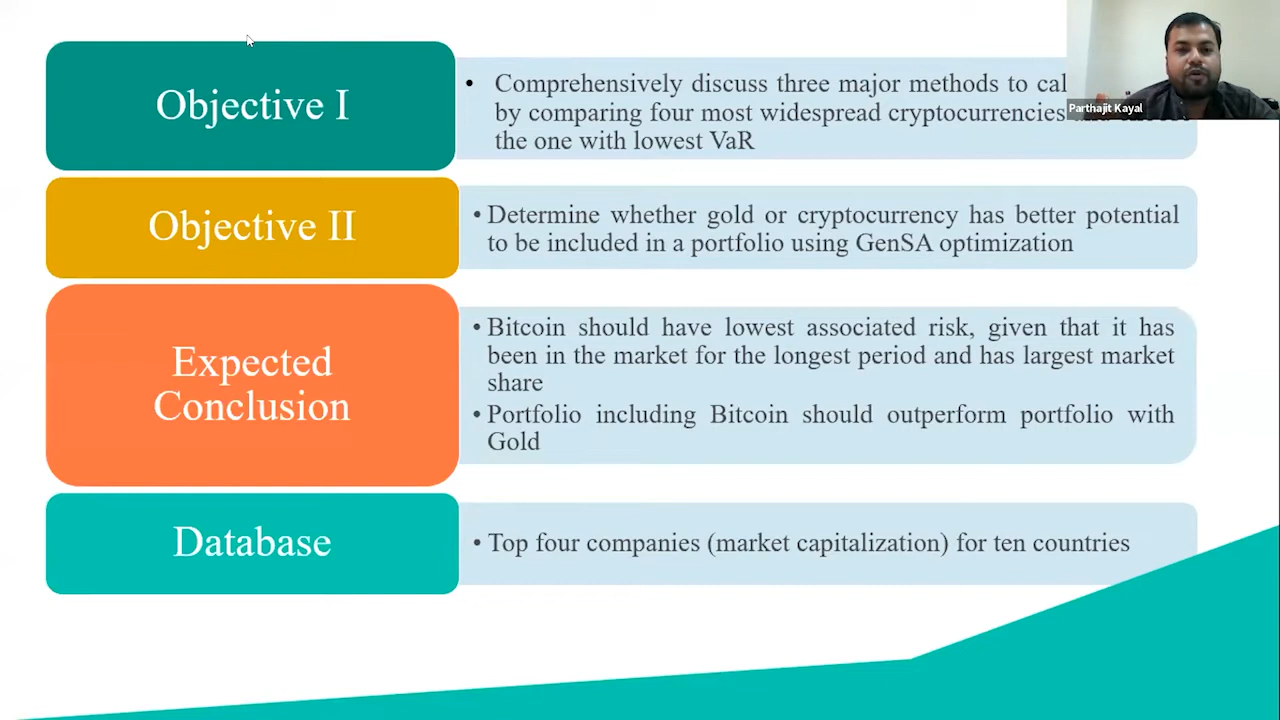 Objective I
• Comprehensively discuss three major methods to cal
by comparing four most widespread cryptocurrencies
the one with lowest VaR
Parthajit Kayal
Objective II
• Determine whether gold or cryptocurrency has better potential
to be included in a portfolio using GenSA optimization
Expected
Conclusion
• Bitcoin should have lowest associated risk, given that it has
been in the market for the longest period and has largest market
share
• Portfolio including Bitcoin should outperform portfolio with
Gold
Database
• Top four companies (market capitalization) for ten countries